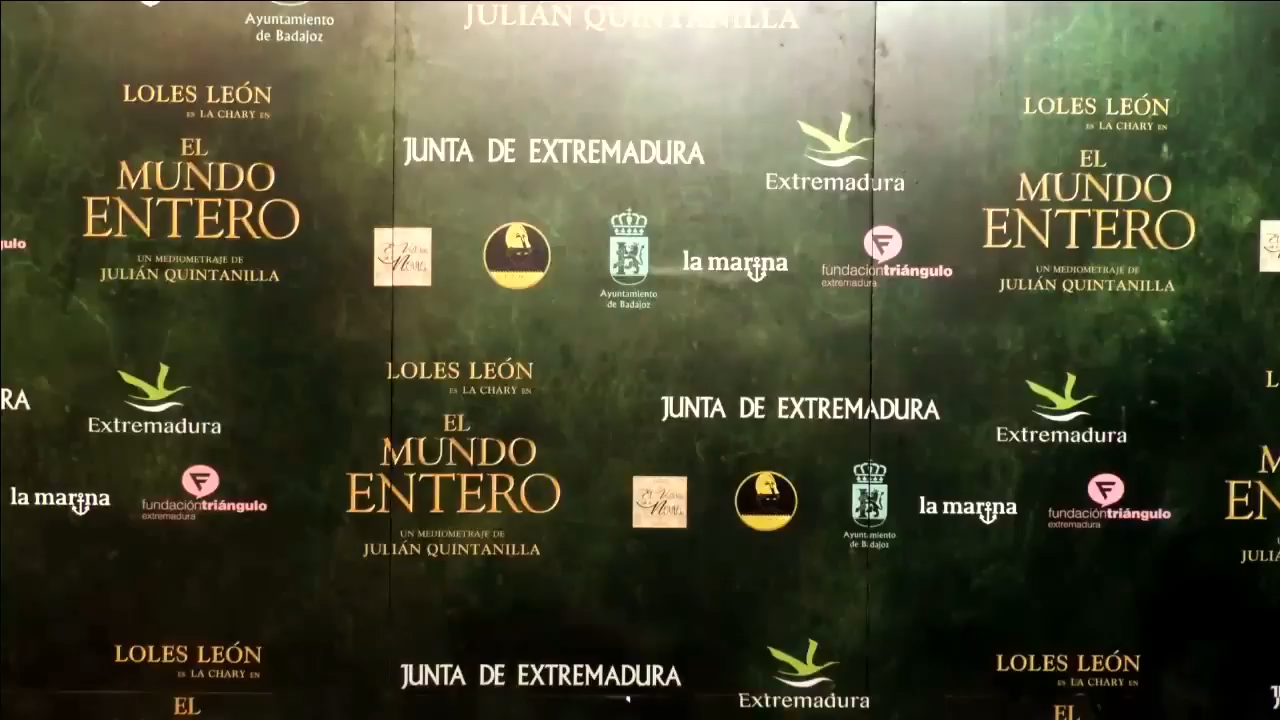 Ayuntamiento
de Badajoz
JULIÁN QUINTANILLA
LOLES LEÓN
ES LA CHARY EN
EL
MUNDO
ENTERO
UN MEDIOMETRAJE DE
JULIÁN QUINTANILLA
JUNTA DE EXTREMADURA
Extremadura
LOLES LEÓN
ES LA CHARY EN
EL
MUNDO
ENTERO
UN MEDIOMETRAJE DE
JULIÁN QUINTANILLA
ngulo
Ayuntamiento
de Badajoz
la marina
fundacióntriángulo
extremadura
RA
Extremadura
LOLES LEÓN
ES LA CHARY EN
EL
MUNDO
ENTERO
UN MEDIOMETRAJE DE
JULIÁN QUINTANILLA
JUNTA DE EXTREMADURA
Extremadura
la marina
fundacióntriángulo
extremadura
Ayuntamiento
de Badajoz
la marina
fundacióntriángulo
extremadura
L
M
EN
JULIA
LOLES LEÓN
ES LA CHARY EN
EL
JUNTA DE EXTREMADURA
Extremadura
LOLES LEÓN
ES LA CHARY EN
EL